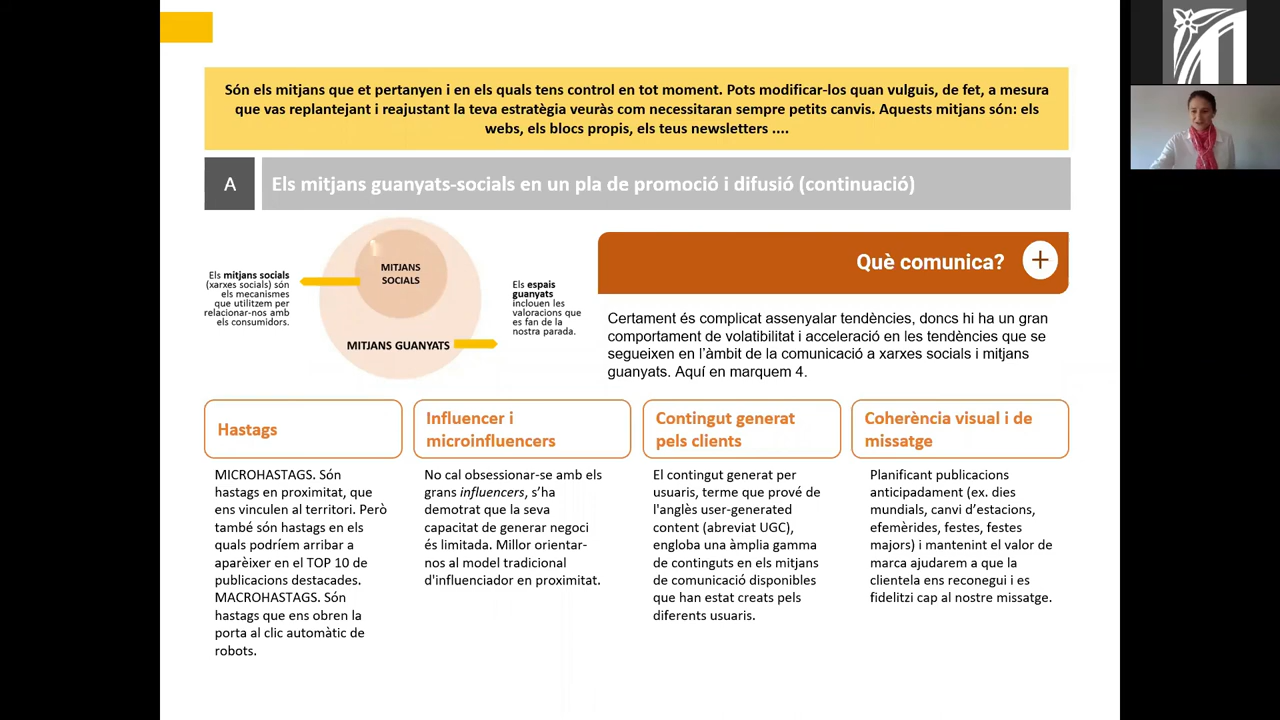 Són els mitjans que et pertanyen i en els quals tens control en tot moment. Pots modificar-los quan vulguis, de fet, a mesura
que vas replantejant i reajustant la teva estratègia veuràs com necessitaran sempre petits canvis. Aquests mitjans són: els
webs, els blocs propis, els teus newsletters ....
A
Els mitjans guanyats-socials en un pla de promoció i difusió (continuació)
Els mitjans socials
(xarxes socials) són
els mecanismes
que utilitzem per
relacionar-nos amb
els consumidors.
MITJANS
SOCIALS
MITJANS GUANYATS
Els espais
guanyats
inclouen les
valoracions que
es fan de la
nostra parada.
Què comunica?
Certament és complicat assenyalar tendències, doncs hi ha un gran
comportament de volatibilitat i acceleració en les tendències que se
segueixen en l'àmbit de la comunicació a xarxes socials i mitjans
guanyats. Aquí en marquem 4.
Hastags
MICROHASTAGS. Són
hastags en proximitat, que
ens vinculen al territori. Però
també són hastags en els
quals podríem arribar a
aparèixer en el TOP 10 de
publicacions destacades.
MACROHASTAGS. Són
hastags que ens obren la
porta al clic automàtic de
robots.
Influencer i
microinfluencers
No cal obsessionar-se amb els
grans influencers, s'ha
demotrat que la seva
capacitat de generar negoci
és limitada. Millor orientar-
nos al model tradicional
d'influenciador en proximitat.
Contingut generat
pels clients
El contingut generat per
usuaris, terme que prové de
l'anglès user-generated
content (abreviat UGC),
engloba una àmplia gamma
de continguts en els mitjans
de comunicació disponibles
que han estat creats pels
diferents usuaris.
Coherència visual i de
missatge
Planificant publicacions
anticipadament (ex. dies
mundials, canvi d'estacions,
efemèrides, festes, festes
majors) i mantenint el valor de
marca ajudarem a que la
clientela ens reconegui i es
fidelitzi cap al nostre missatge.